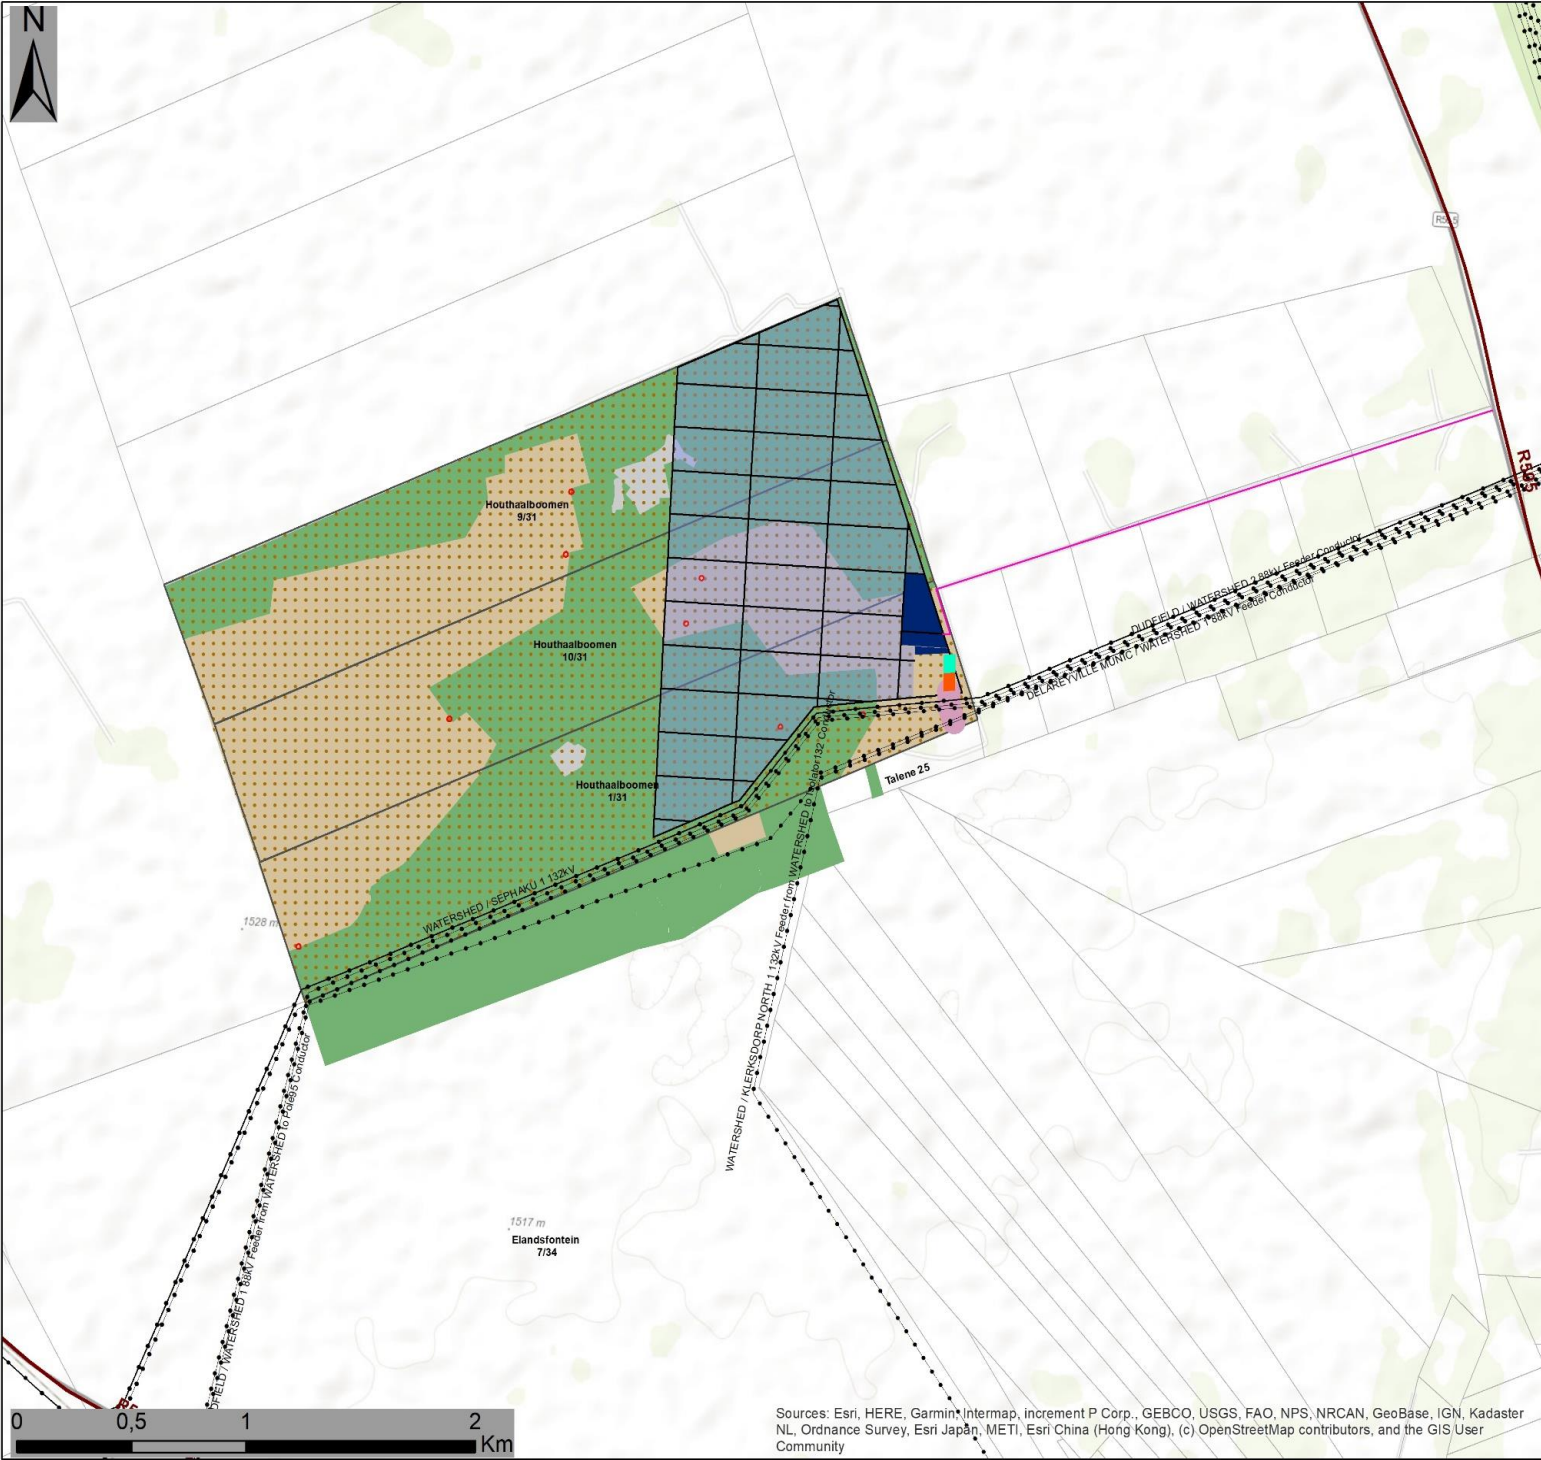 N
R505
Houthaalboomen
9/31
Houthaalboomen
10/31
Houthaalboomen
1/31
DUDFIELD / WATERSHED 2 88kV Feeder Conductor
DELAREYVILLE MUNIC / WATERSHED 1 88kV Feeder Conductor
Talene 25
WATERSHED / SEPHAKU 1 132kV
WATERSHED / KLERKSDORP NORTH 1 132kV Feeder from WATERSHED to Isolator132 Conductor
1528 m
DFIELD / WATERSHED 1 88kV Feeder from WATERSHED to Pole95 Conductor
1517 m
Elandsfontein
7/34
0 0,5 1 2
Km
Sources: Esri, HERE, Garmin, Intermap, increment P Corp., GEBCO, USGS, FAO, NPS, NRCAN, GeoBase, IGN, Kadaster
NL, Ordnance Survey, Esri Japan, METI, Esri China (Hong Kong), (c) OpenStreetMap contributors, and the GIS User
Community